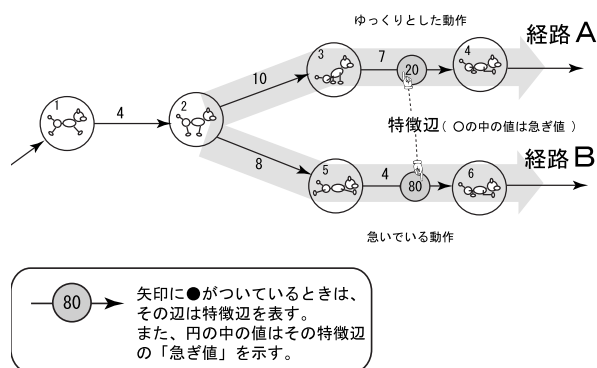 ゆっくりとした動作
経路A
3
7
20
4
10
1
4
2
特徴辺(〇の中の値は急ぎ値)
8
経路B
5
4
80
6
急いでいる動作
80
矢印に●がついているときは、
その辺は特徴辺を表す。
また、円の中の値はその特徴辺
の「急ぎ値」を示す。